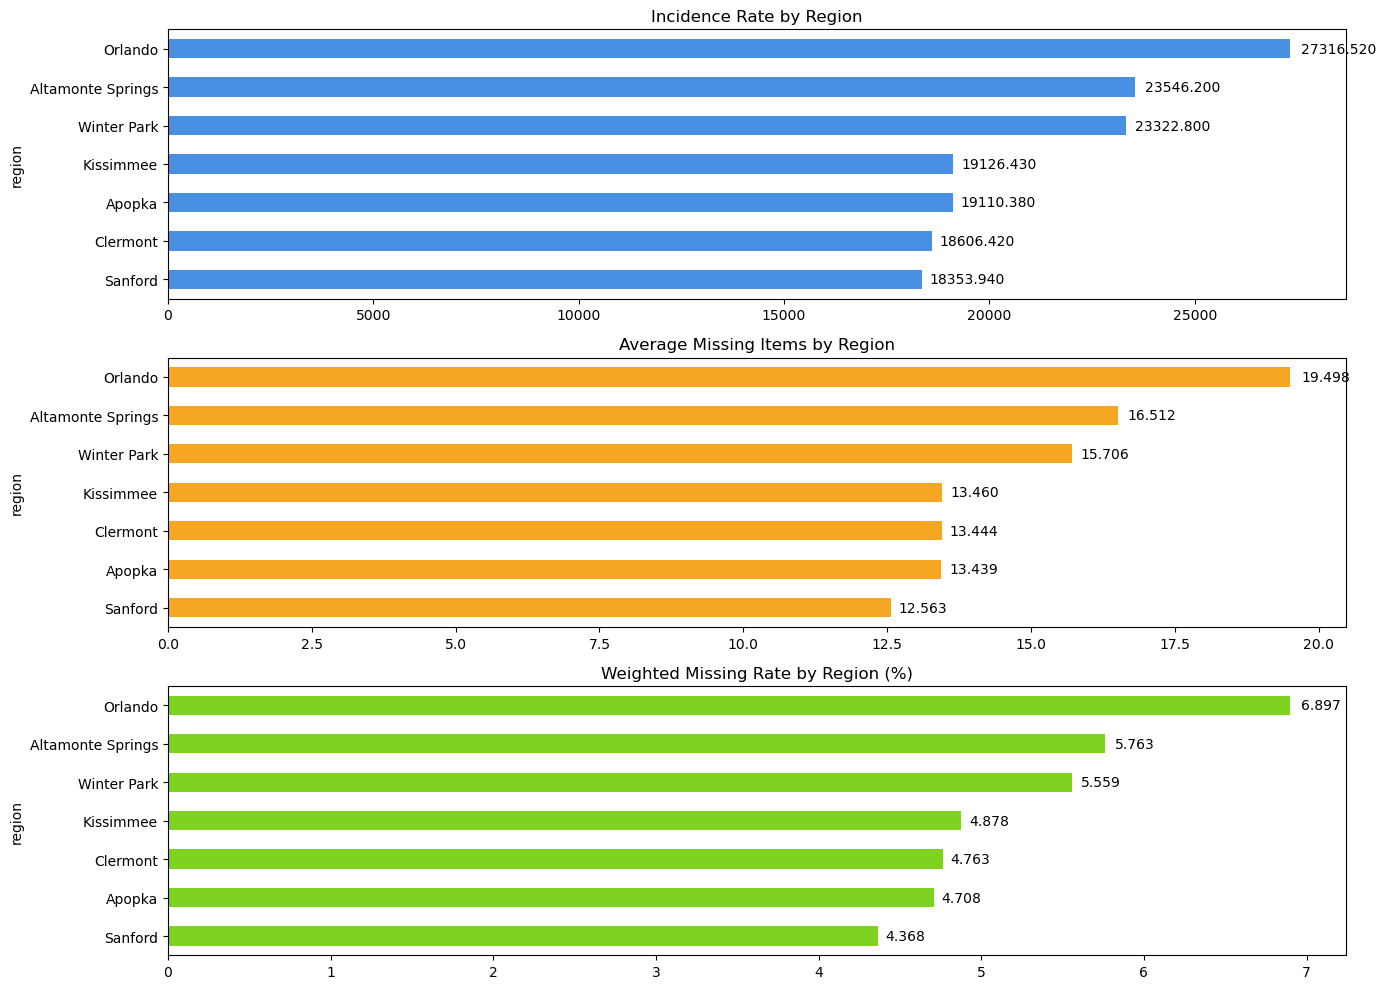 Incidence Rate by Region
region
Orlando 27316.520
Altamonte Springs 23546.200
Winter Park 23322.800
Kissimmee 19126.430
Apopka 19110.380
Clermont 18606.420
Sanford 18353.940
0 5000 10000 15000 20000 25000
Average Missing Items by Region
region
Orlando 19.498
Altamonte Springs 16.512
Winter Park 15.706
Kissimmee 13.460
Clermont 13.444
Apopka 13.439
Sanford 12.563
0.0 2.5 5.0 7.5 10.0 12.5 15.0 17.5 20.0
Weighted Missing Rate by Region (%)
region
Orlando 6.897
Altamonte Springs 5.763
Winter Park 5.559
Kissimmee 4.878
Clermont 4.763
Apopka 4.708
Sanford 4.368
0 1 2 3 4 5 6 7